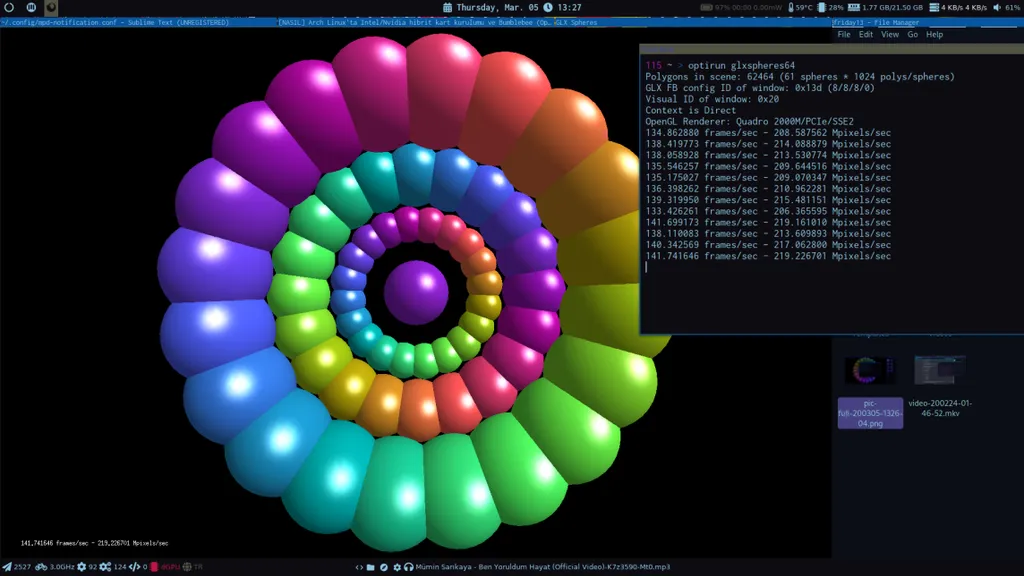 Thursday, Mar. 05 13:27
97% 00:00 0.00mW 59°C 28% 1.77 GB/21.50 GB 4 KB/s 4 KB/s 61%
~/.config/mpd-notification.conf - Sublime Text (UNREGISTERED)
[NASIL] Arch Linux'ta Intel/Nvidia hibrit kart kurulumu ve Bumblebee (Op…
GLX Spheres
friday13 - File Manager
File Edit View Go Help
115 ~ > optirun glxspheres64
Polygons in scene: 62464 (61 spheres * 1024 polys/spheres)
GLX FB config ID of window: 0x13d (8/8/8/0)
Visual ID of window: 0x20
Context is Direct
OpenGL Renderer: Quadro 2000M/PCIe/SSE2
134.862880 frames/sec - 208.587562 Mpixels/sec
138.419773 frames/sec - 214.088879 Mpixels/sec
138.058928 frames/sec - 213.530774 Mpixels/sec
135.546257 frames/sec - 209.644516 Mpixels/sec
135.175027 frames/sec - 209.070347 Mpixels/sec
136.398262 frames/sec - 210.962281 Mpixels/sec
139.319950 frames/sec - 215.481151 Mpixels/sec
133.426261 frames/sec - 206.365595 Mpixels/sec
141.699173 frames/sec - 219.161010 Mpixels/sec
138.110083 frames/sec - 213.609893 Mpixels/sec
140.342569 frames/sec - 217.062800 Mpixels/sec
141.741646 frames/sec - 219.226701 Mpixels/sec
pic-
full-200305-1326-
04.png
video-200224-01-
46-52.mkv
141.741646 frames/sec - 219.226701 Mpixels/sec
2527 3.0GHz 92 124 </> 0 dGPU TR
Mümin Sarıkaya - Ben Yoruldum Hayat (Official Video)-K7z3590-Mt0.mp3